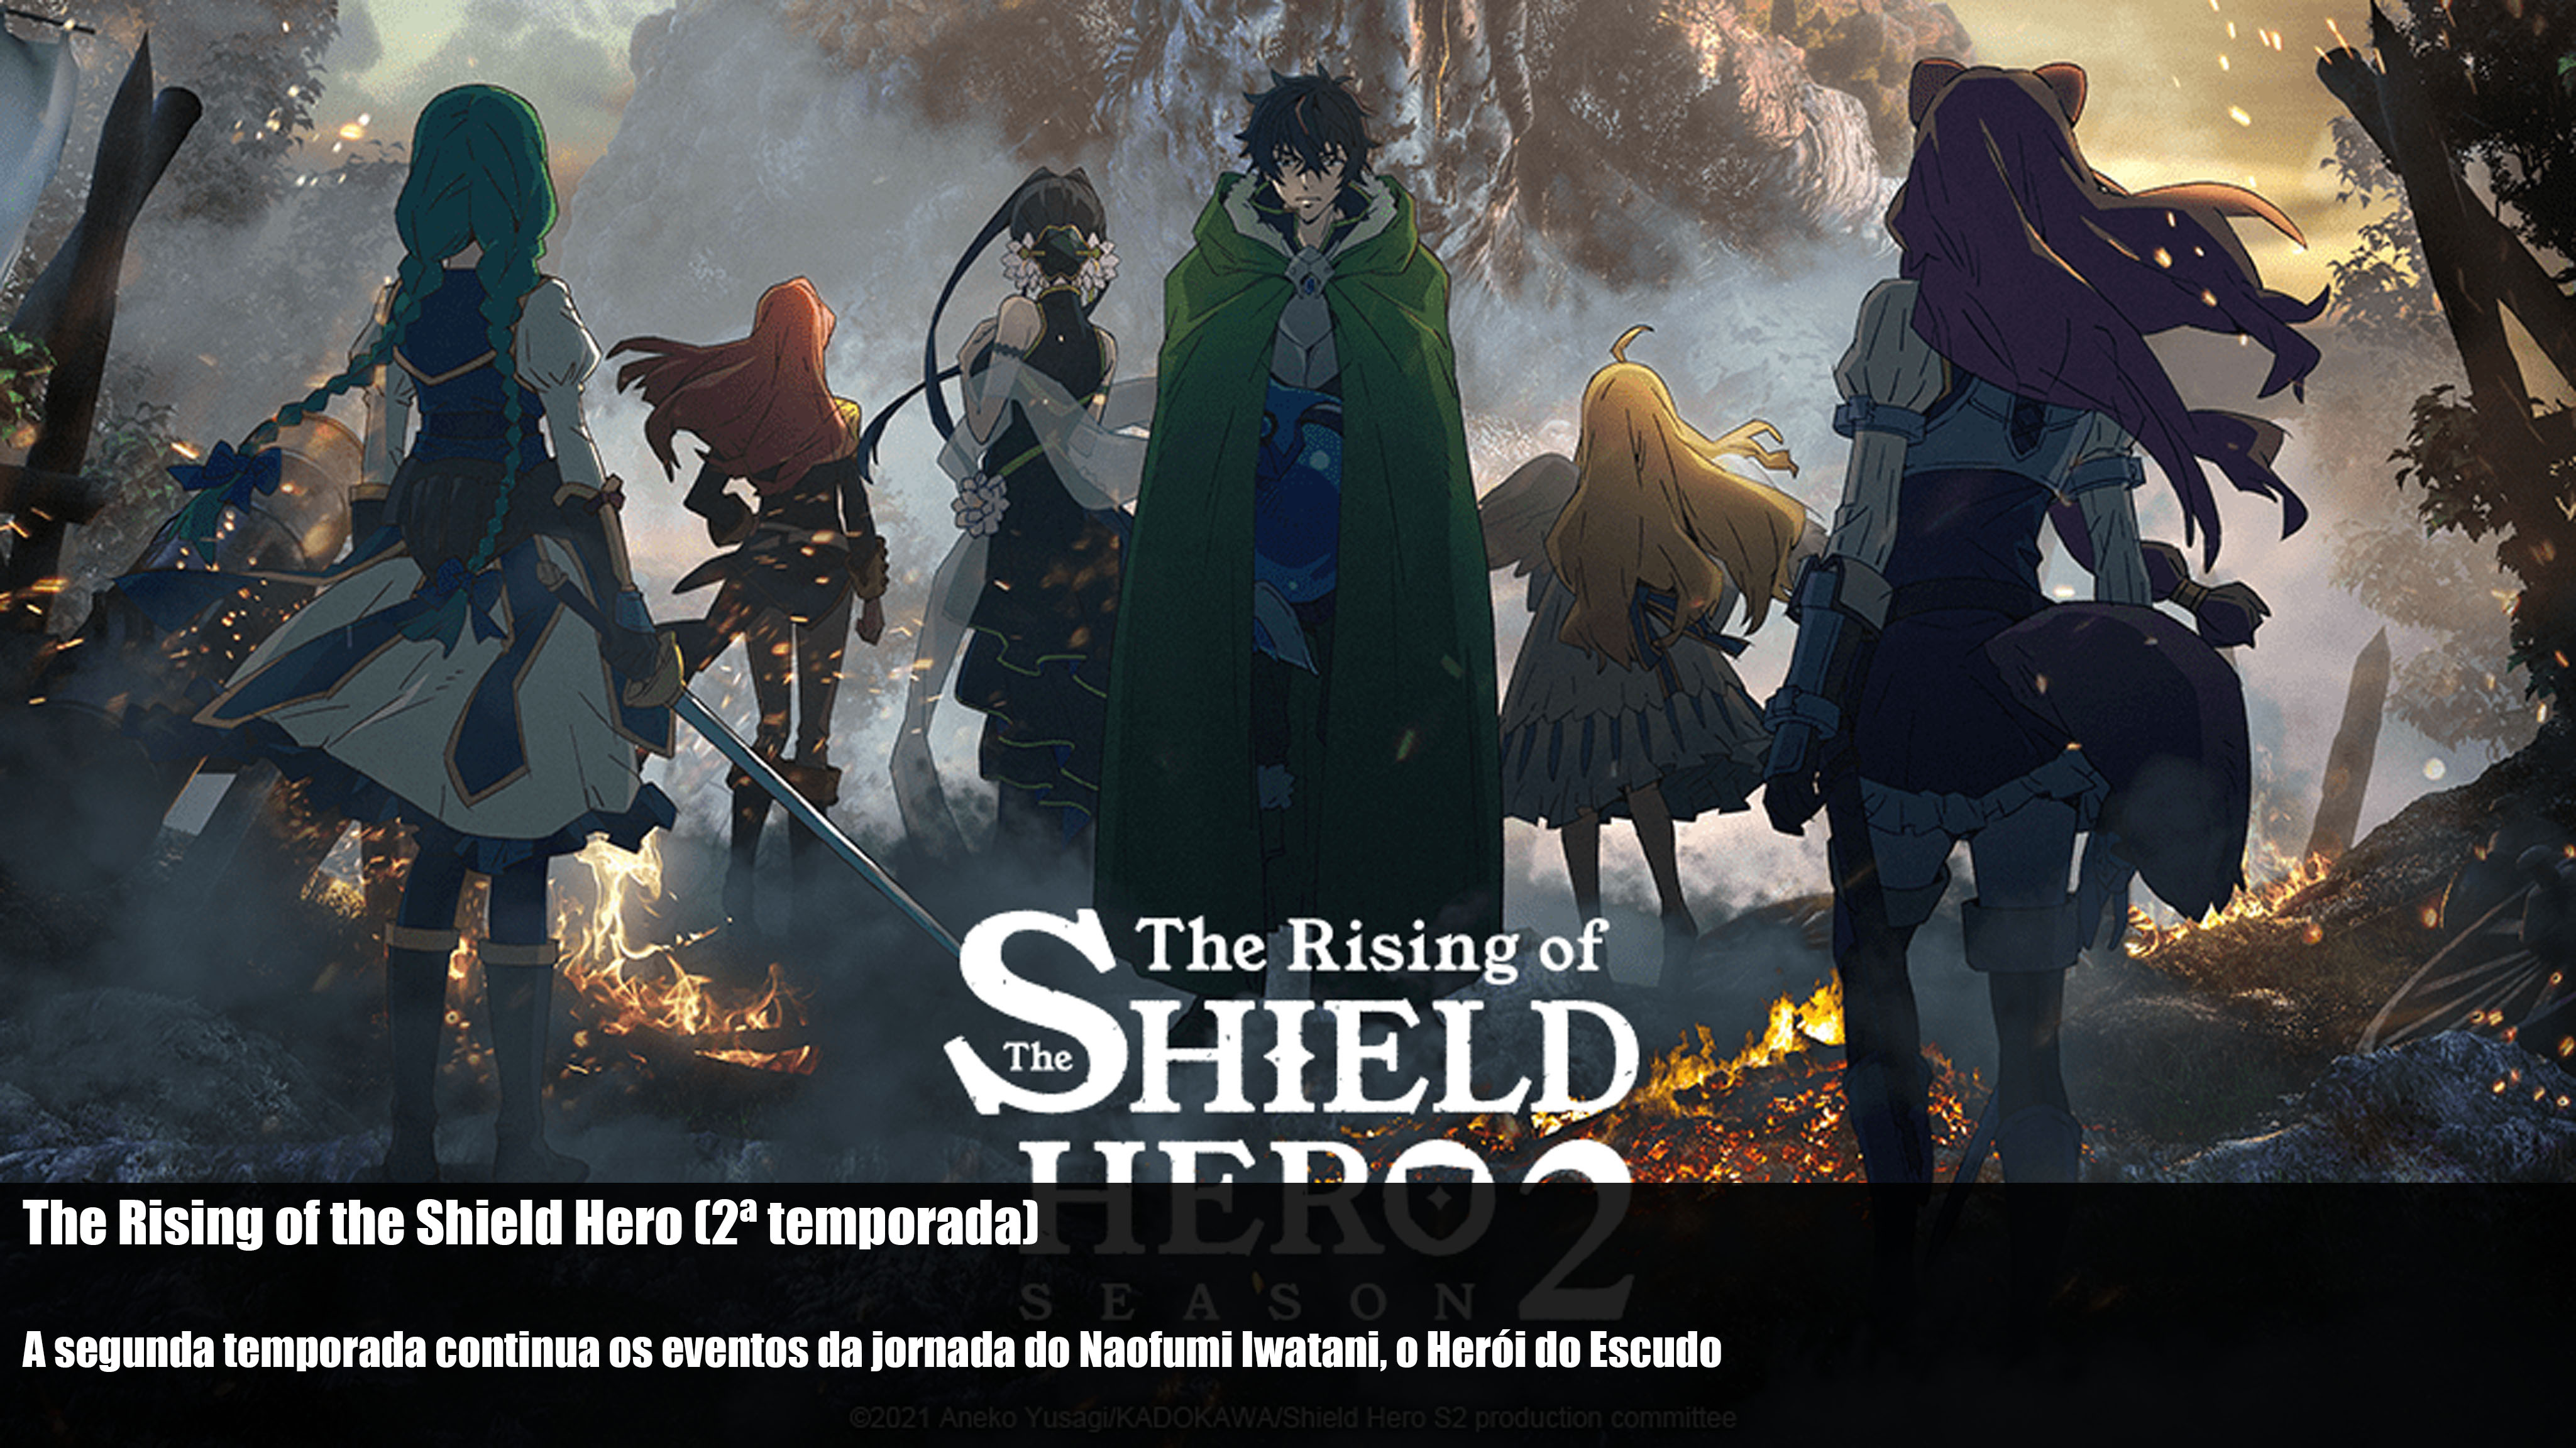 The Rising of
The SHIELD
HERO 2
SEASON
The Rising of the Shield Hero (2ª temporada)
A segunda temporada continua os eventos da jornada do Naofumi Iwatani, o Herói do Escudo
©2021 Aneko Yusagi/KADOKAWA/Shield Hero S2 production committee